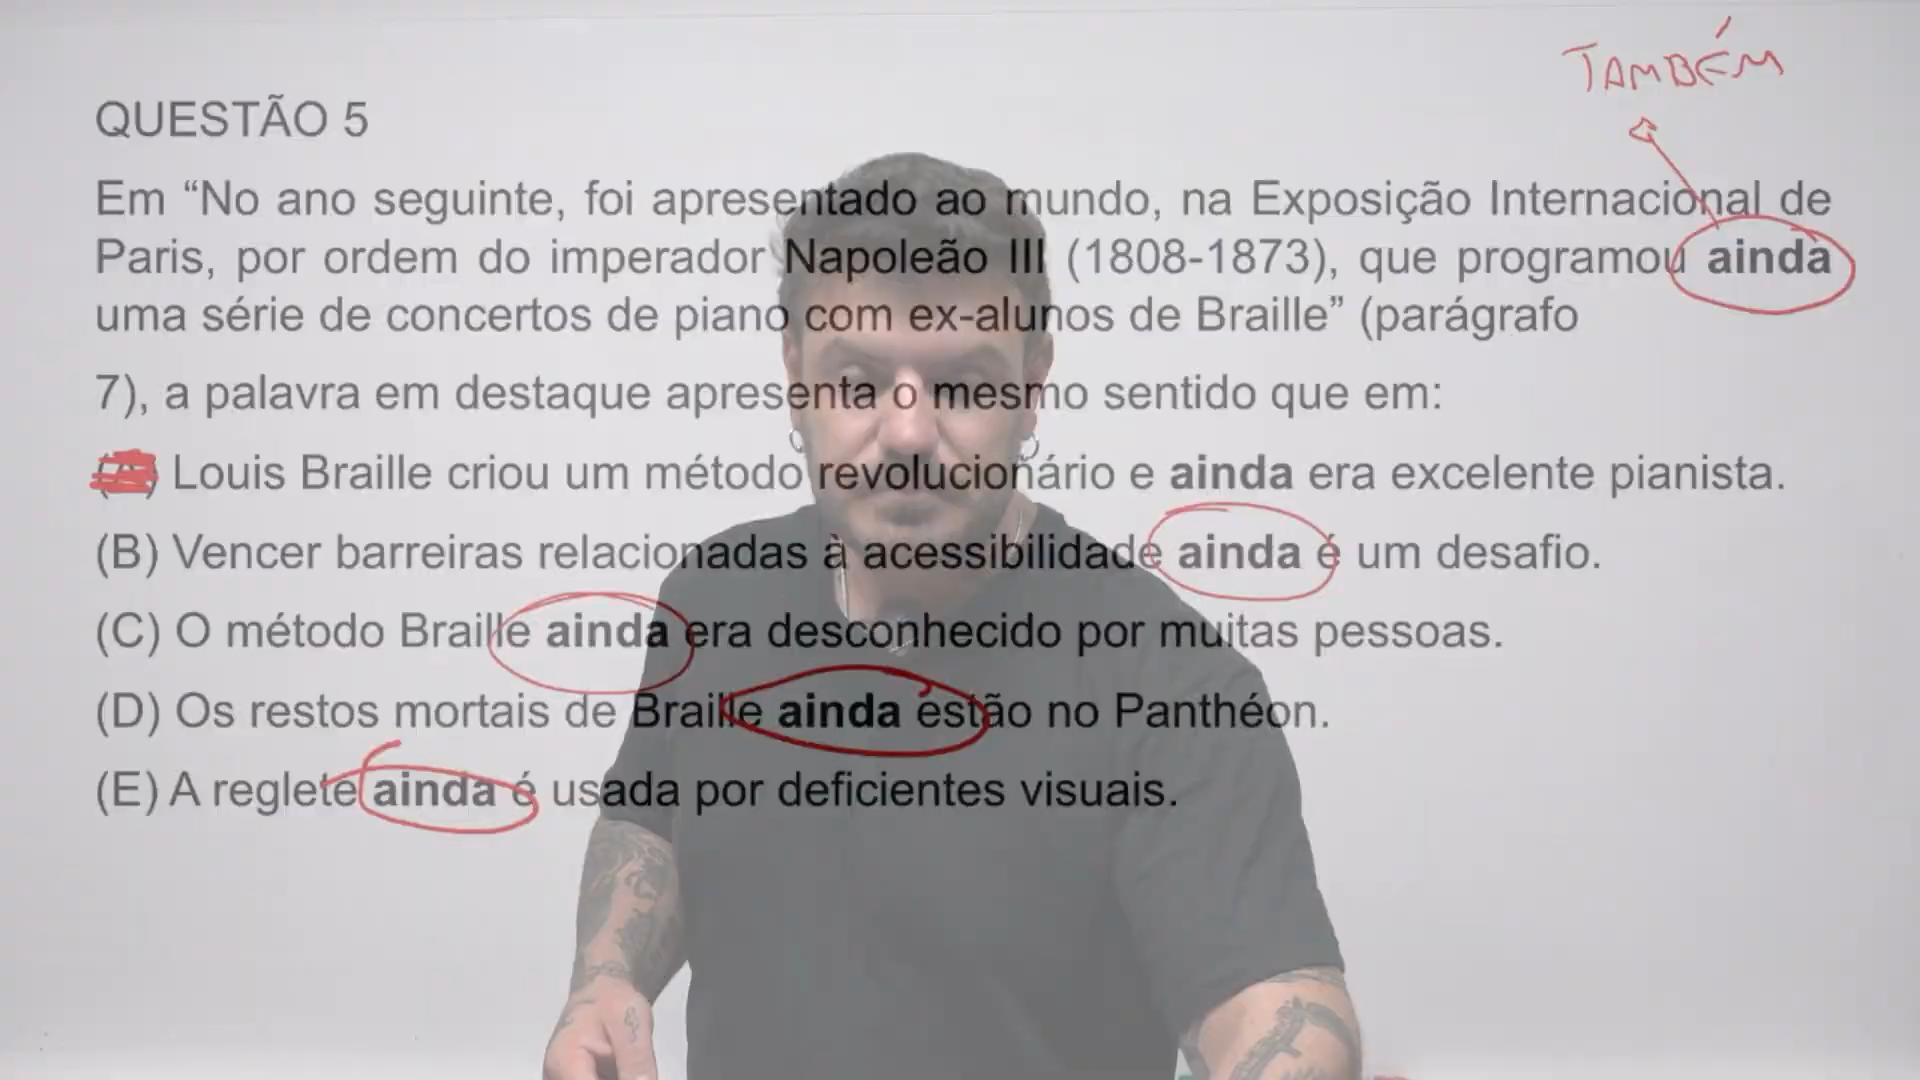 TAMBÉM
QUESTÃO 5
Em “No ano seguinte, foi apresentado ao mundo, na Exposição Internacional de
Paris, por ordem do imperador Napoleão III (1808-1873), que programou ainda
uma série de concertos de piano com ex-alunos de Braille” (parágrafo
7), a palavra em destaque apresenta o mesmo sentido que em:
(A) Louis Braille criou um método revolucionário e ainda era excelente pianista.
(B) Vencer barreiras relacionadas à acessibilidade ainda é um desafio.
(C) O método Braille ainda era desconhecido por muitas pessoas.
(D) Os restos mortais de Braille ainda estão no Panthéon.
(E) A reglete ainda é usada por deficientes visuais.